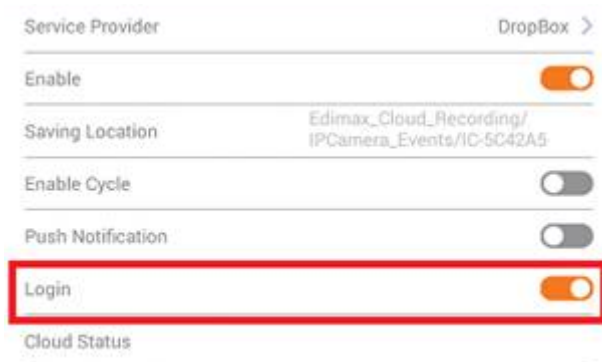 Service Provider DropBox >
Enable
Saving Location Edimax_Cloud_Recording/
IPCamera_Events/IC-5C42A5
Enable Cycle
Push Notification
Login
Cloud Status